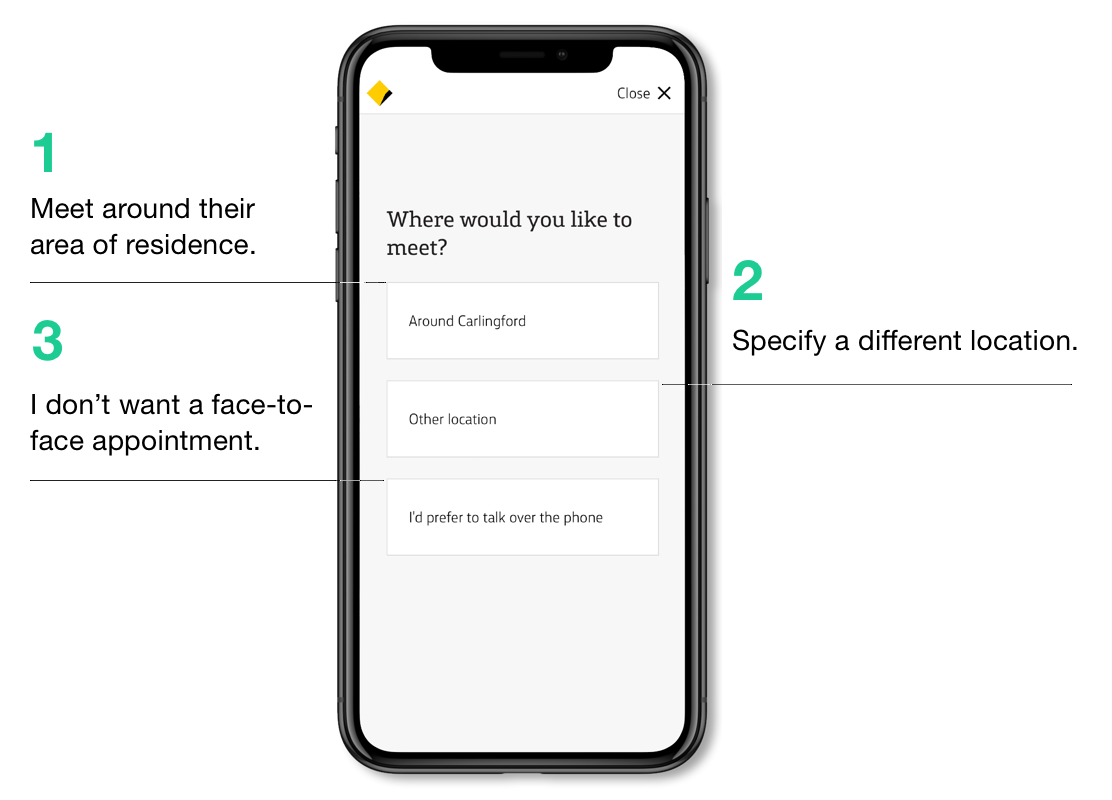 1
Meet around their
area of residence.
3
I don’t want a face-to-
face appointment.
Close
Where would you like to
meet?
Around Carlingford
Other location
I'd prefer to talk over the phone
2
Specify a different location.